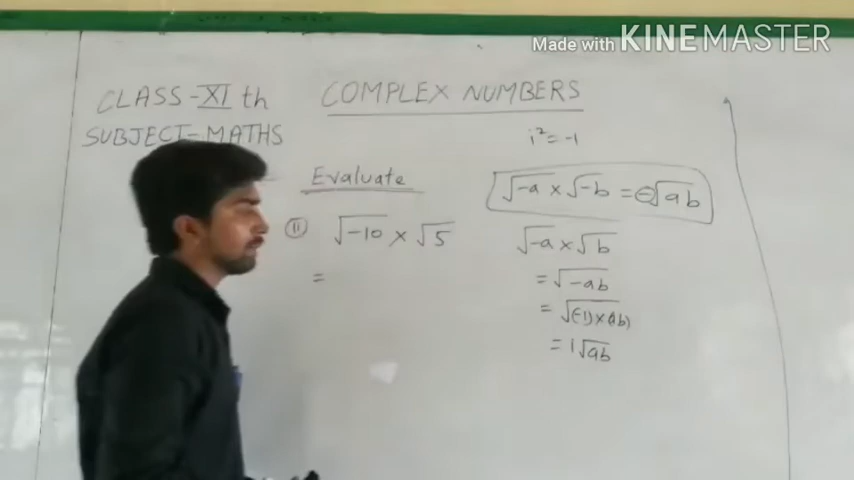 Made with KINEMASTER
CLASS-XI th
SUBJECT-MATHS
COMPLEX NUMBERS
i²=-1
Evaluate
(ii) √-10 × √5
=
√-a × √-b = -√ab
√-a × √b
= √-ab
= √(-1)×(ab)
= i√ab